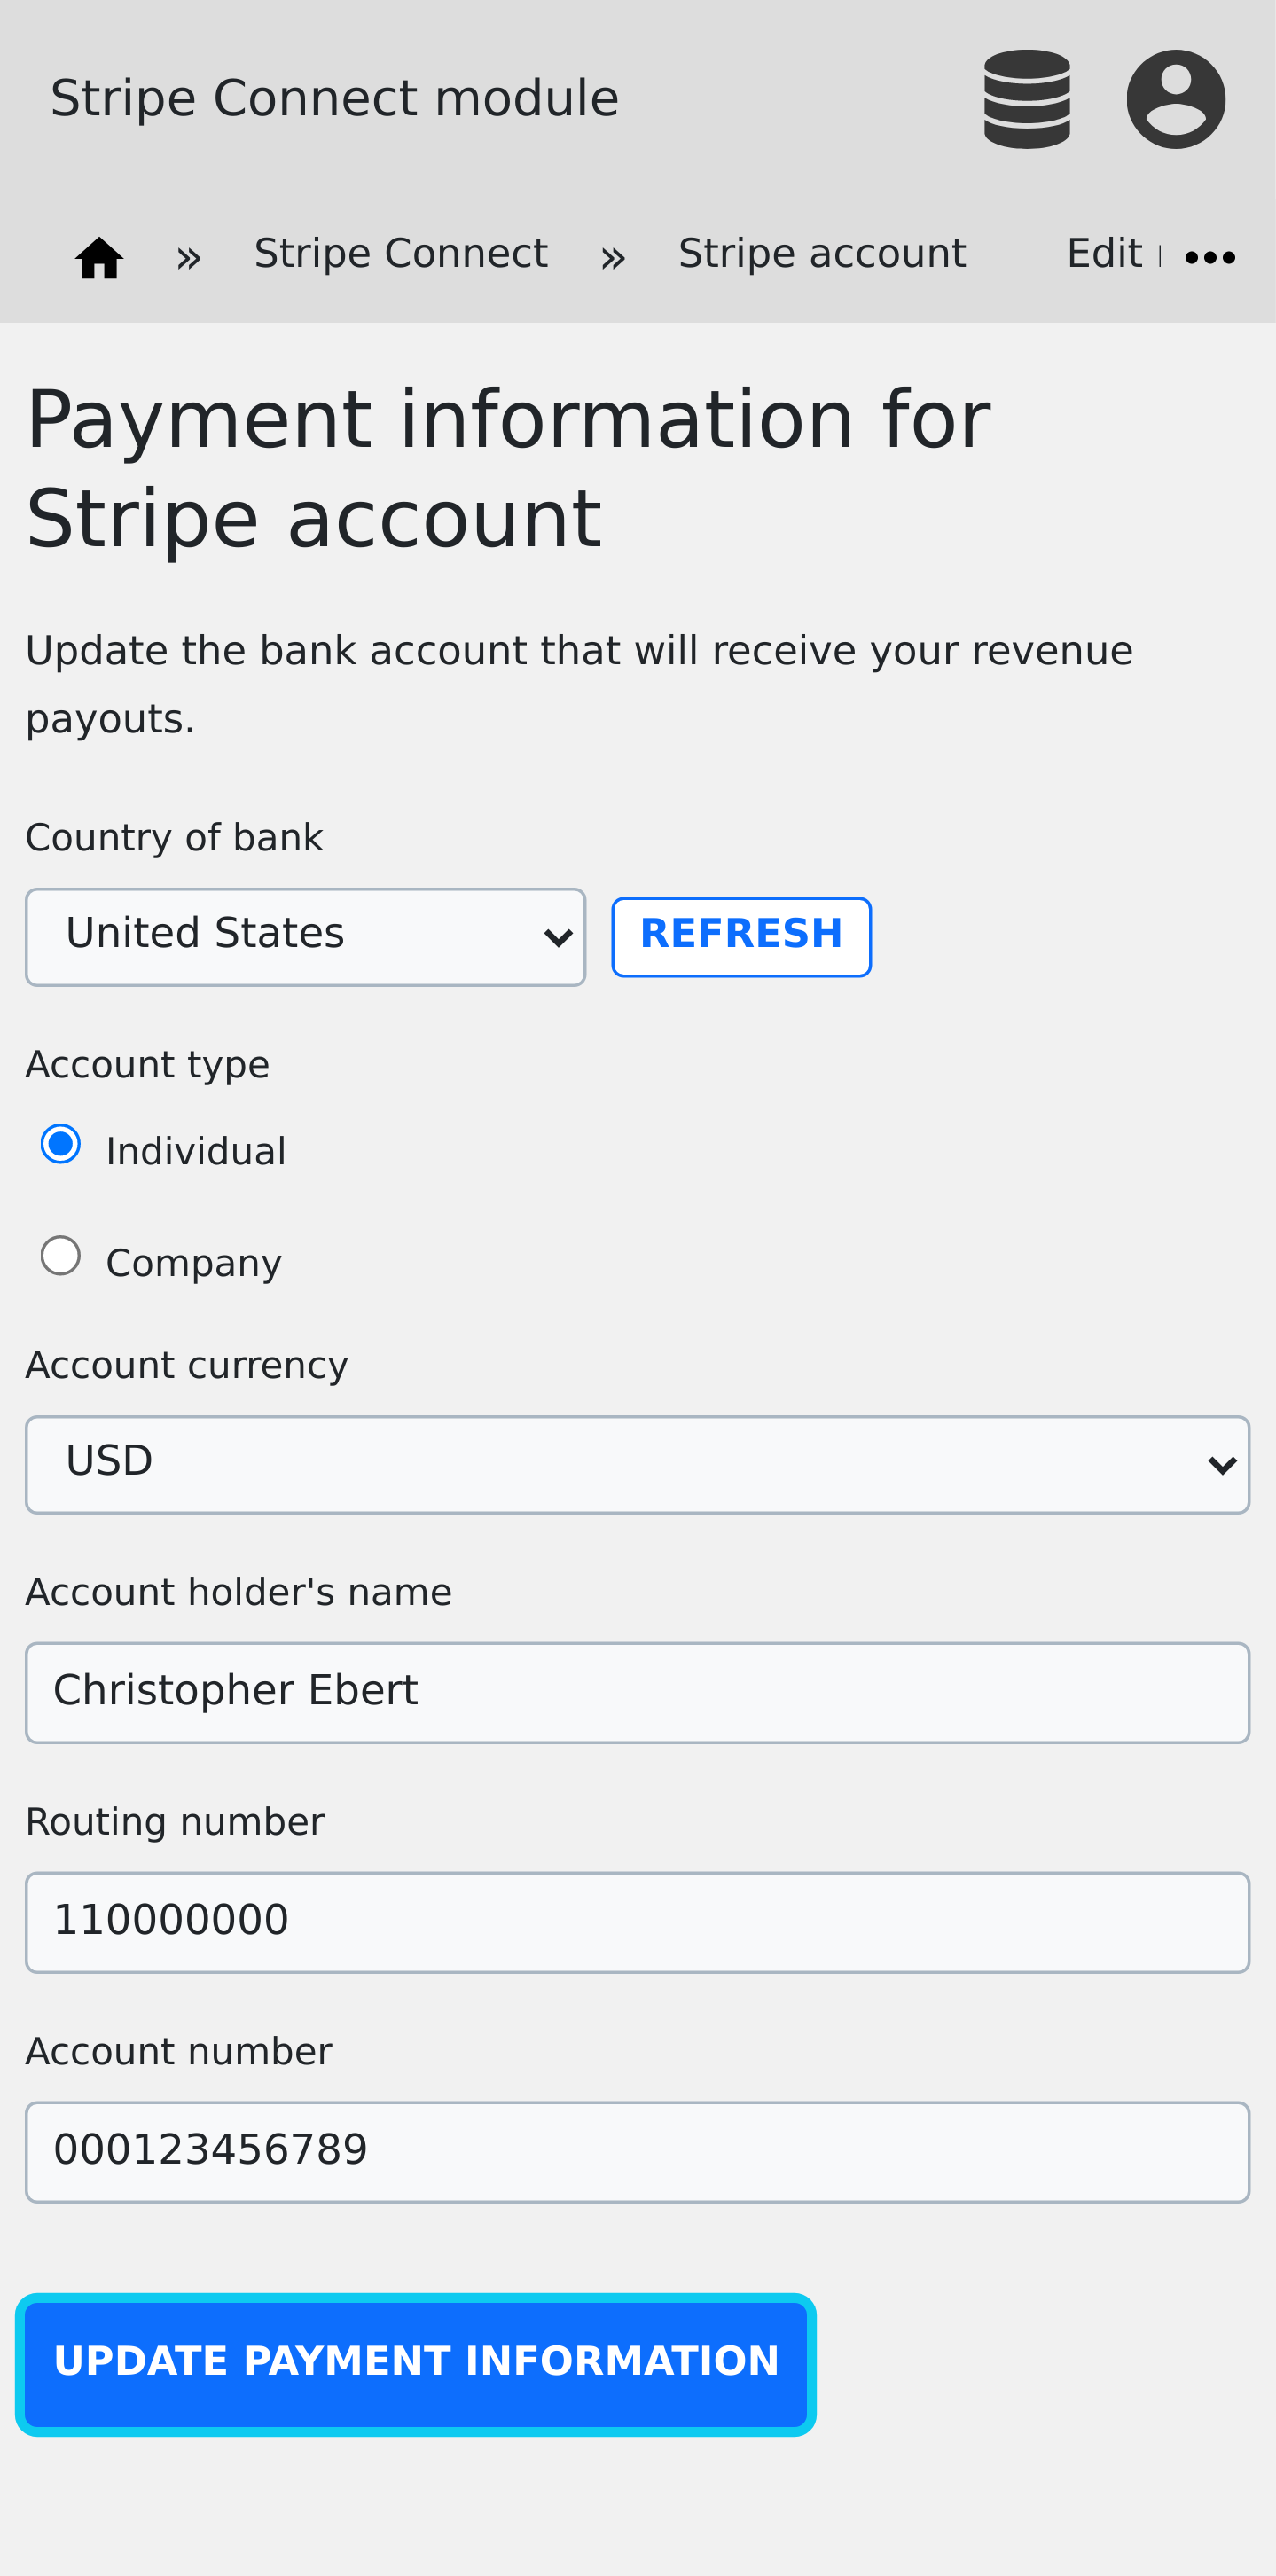 Stripe Connect module
» Stripe Connect » Stripe account Edit
Payment information for
Stripe account
Update the bank account that will receive your revenue
payouts.
Country of bank
United States REFRESH
Account type
Individual
Company
Account currency
USD
Account holder's name
Christopher Ebert
Routing number
110000000
Account number
000123456789
UPDATE PAYMENT INFORMATION